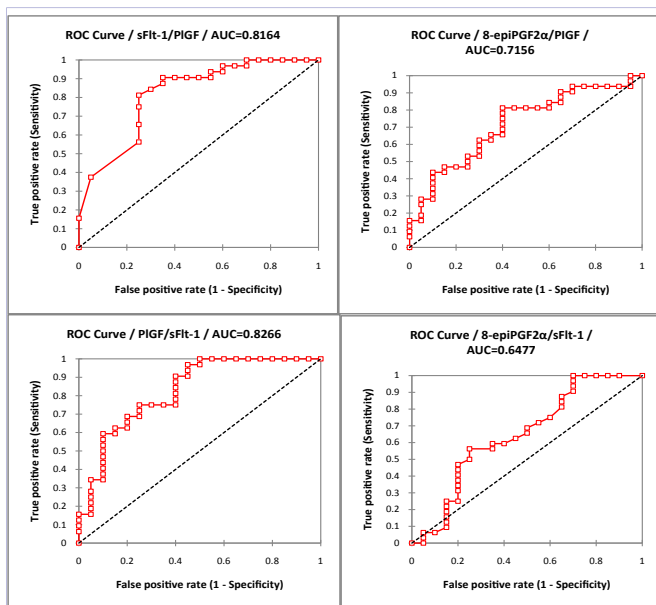 ROC Curve / sFlt-1/PlGF / AUC=0.8164
True positive rate (Sensitivity)
1
0.9
0.8
0.7
0.6
0.5
0.4
0.3
0.2
0.1
0
0 0.2 0.4 0.6 0.8 1
False positive rate (1 - Specificity)
ROC Curve / 8-epiPGF2α/PlGF /
AUC=0.7156
True positive rate (Sensitivity)
1
0.9
0.8
0.7
0.6
0.5
0.4
0.3
0.2
0.1
0
0 0.2 0.4 0.6 0.8 1
False positive rate (1 - Specificity)
ROC Curve / PlGF/sFlt-1 / AUC=0.8266
True positive rate (Sensitivity)
1
0.9
0.8
0.7
0.6
0.5
0.4
0.3
0.2
0.1
0
0 0.2 0.4 0.6 0.8 1
False positive rate (1 - Specificity)
ROC Curve / 8-epiPGF2α/sFlt-1 /
AUC=0.6477
True positive rate (Sensitivity)
1
0.9
0.8
0.7
0.6
0.5
0.4
0.3
0.2
0.1
0
0 0.2 0.4 0.6 0.8 1
False positive rate (1 - Specificity)